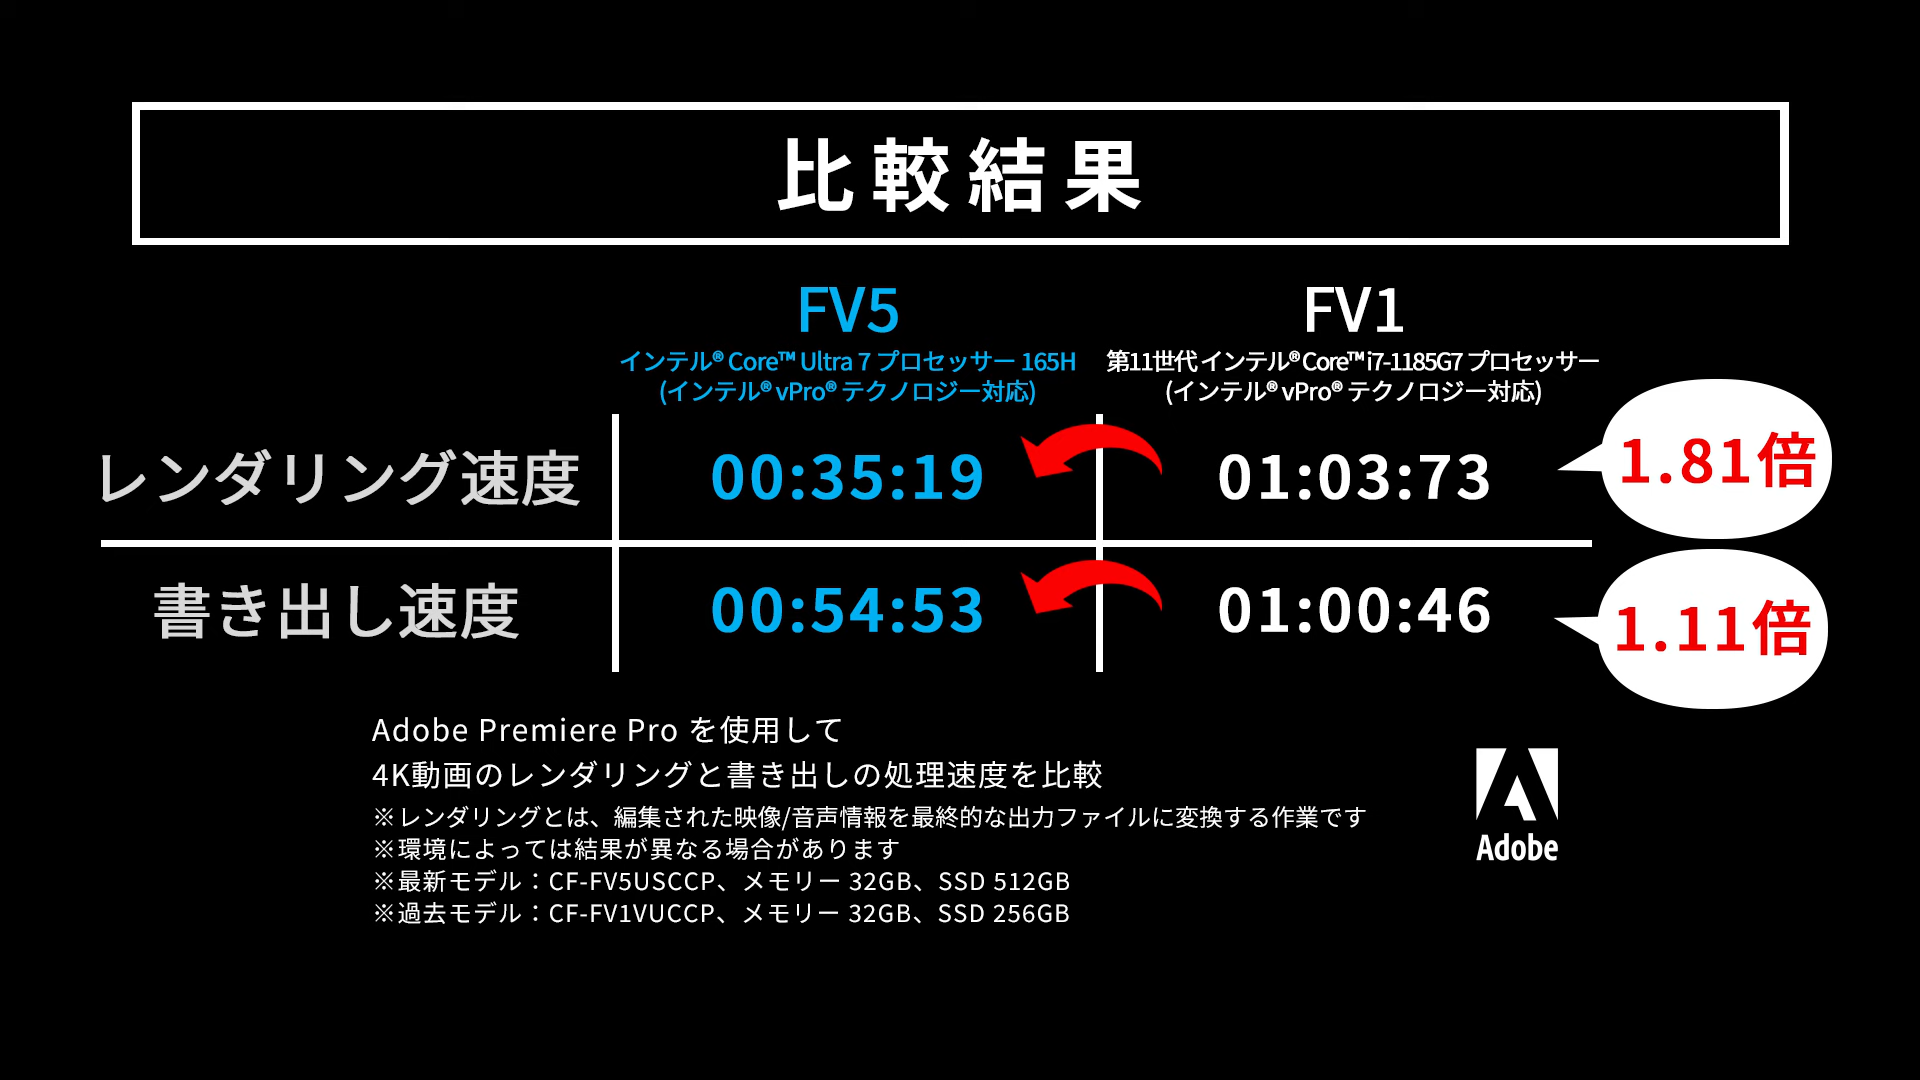 比較結果
FV5
インテル® Core™ Ultra 7 プロセッサー 165H
(インテル® vPro® テクノロジー対応)
FV1
第11世代 インテル® Core™ i7-1185G7 プロセッサー
(インテル® vPro® テクノロジー対応)
レンダリング速度
00:35:19
01:03:73
1.81倍
書き出し速度
00:54:53
01:00:46
1.11倍
Adobe Premiere Pro を使用して
4K動画のレンダリングと書き出しの処理速度を比較
※レンダリングとは、編集された映像/音声情報を最終的な出力ファイルに変換する作業です
※環境によっては結果が異なる場合があります
※最新モデル：CF-FV5USCCP、メモリー 32GB、SSD 512GB
※過去モデル：CF-FV1VUCCP、メモリー 32GB、SSD 256GB
Adobe